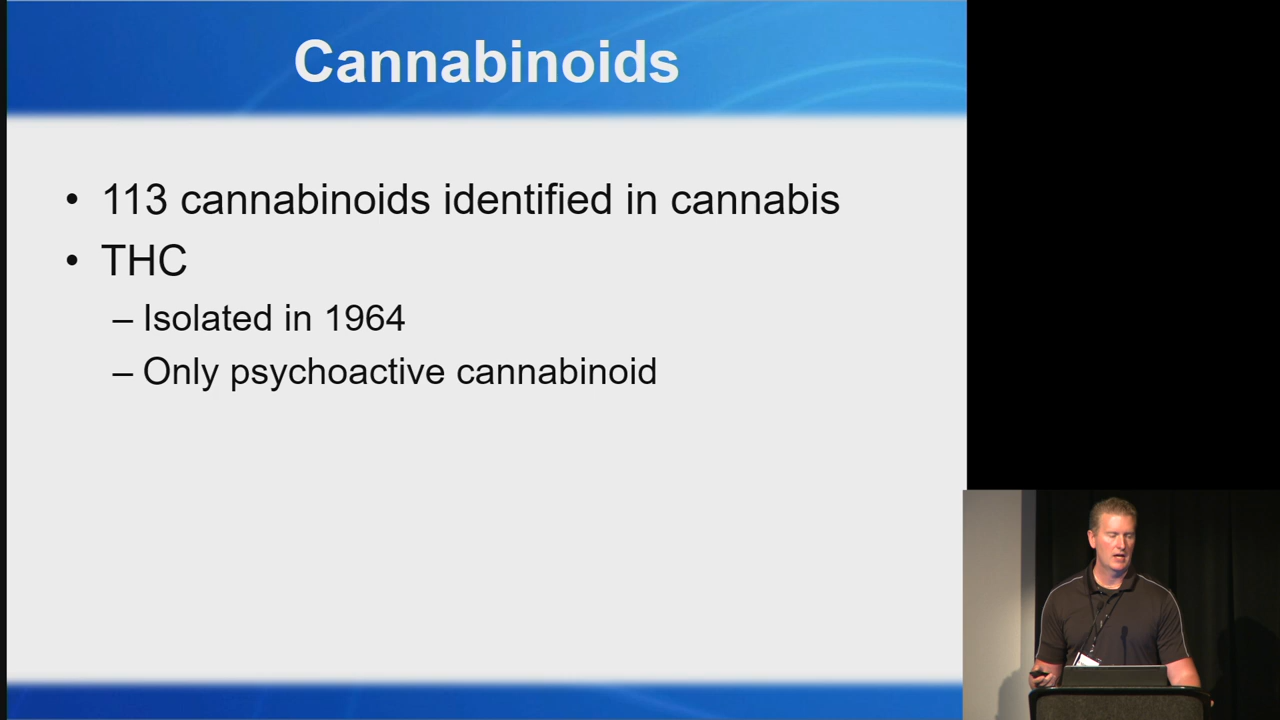 Cannabinoids
• 113 cannabinoids identified in cannabis
• THC
– Isolated in 1964
– Only psychoactive cannabinoid